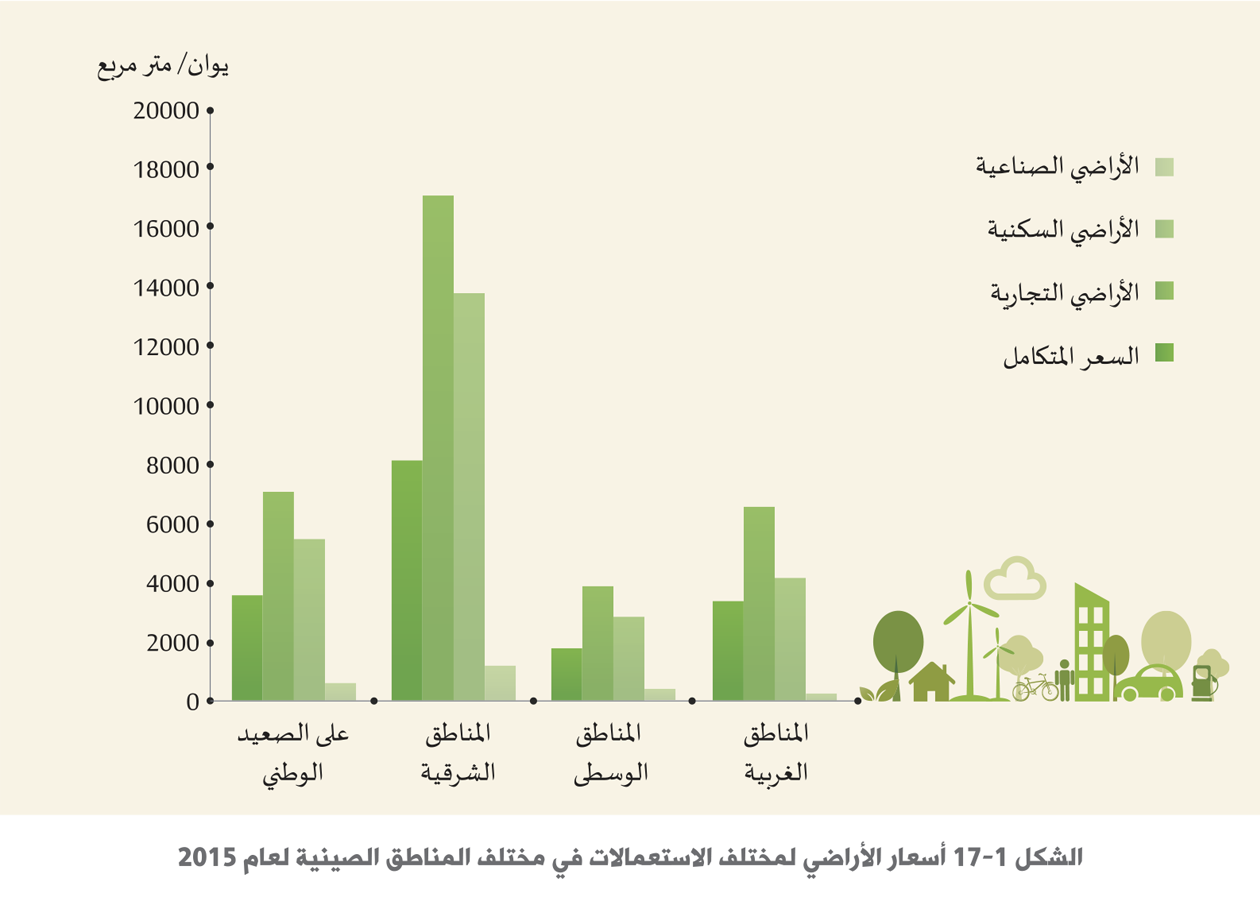 يوان/ متر مربع
20000
18000
16000
14000
12000
10000
8000
6000
4000
2000
0
الأراضي الصناعية
الأراضي السكنية
الأراضي التجارية
السعر المتكامل
على الصعيد
الوطني
المناطق
الشرقية
المناطق
الوسطى
المناطق
الغربية
الشكل 1-17 أسعار الأراضي لمختلف الاستعمالات في مختلف المناطق الصينية لعام 2015